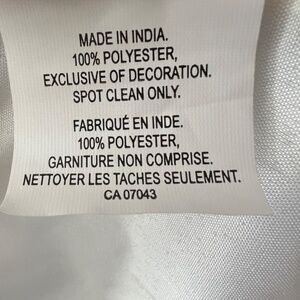 MADE IN INDIA.
100% POLYESTER,
EXCLUSIVE OF DECORATION.
SPOT CLEAN ONLY.
FABRIQUÉ EN INDE.
100% POLYESTER,
GARNITURE NON COMPRISE.
NETTOYER LES TACHES SEULEMENT.
CA 07043